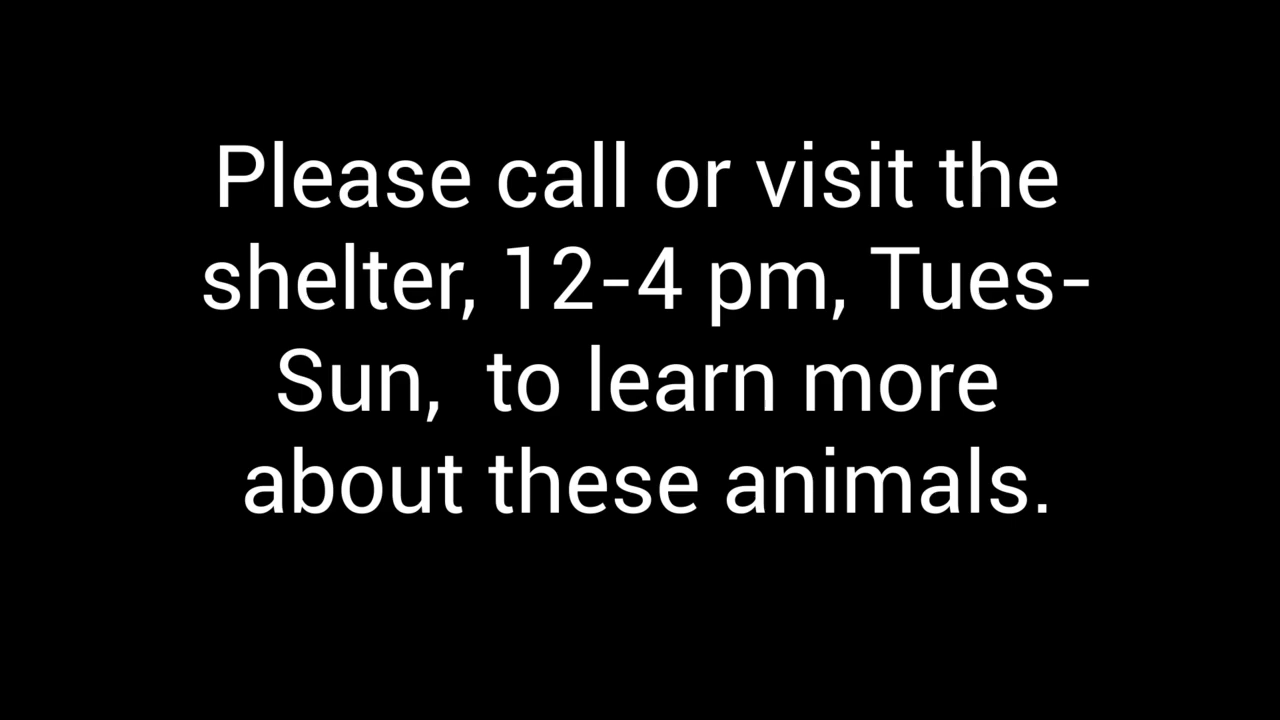 Please call or visit the
shelter, 12-4 pm, Tues-
Sun,  to learn more
about these animals.